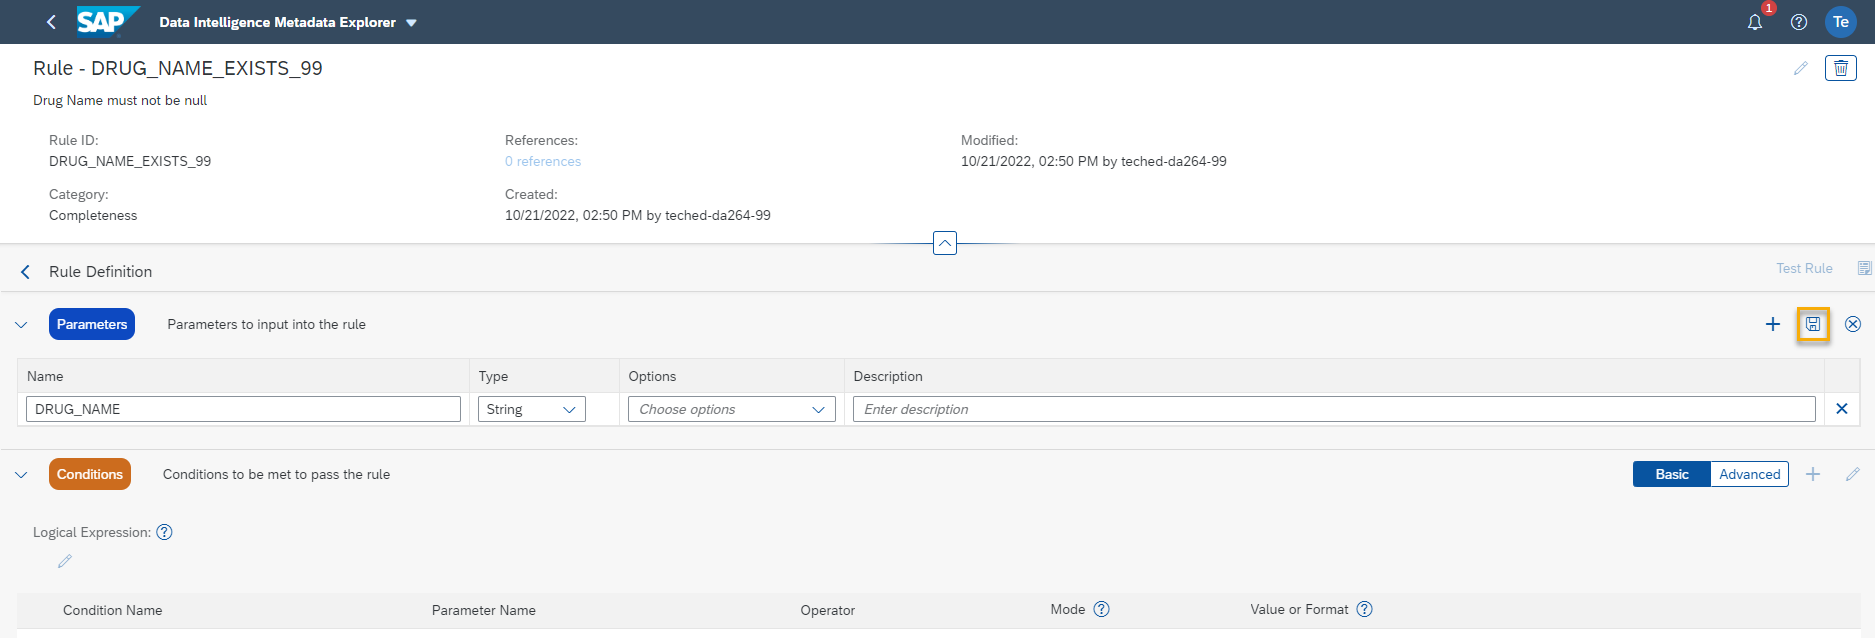 SAP Data Intelligence Metadata Explorer 1 Te
Rule - DRUG_NAME_EXISTS_99
Drug Name must not be null
Rule ID: References: Modified:
DRUG_NAME_EXISTS_99 0 references 10/21/2022, 02:50 PM by teched-da264-99
Category: Created:
Completeness 10/21/2022, 02:50 PM by teched-da264-99
Rule Definition Test Rule
Parameters Parameters to input into the rule
Name Type Options Description
DRUG_NAME String Choose options Enter description
Conditions Conditions to be met to pass the rule Basic Advanced
Logical Expression: ?
Condition Name Parameter Name Operator Mode ? Value or Format ?